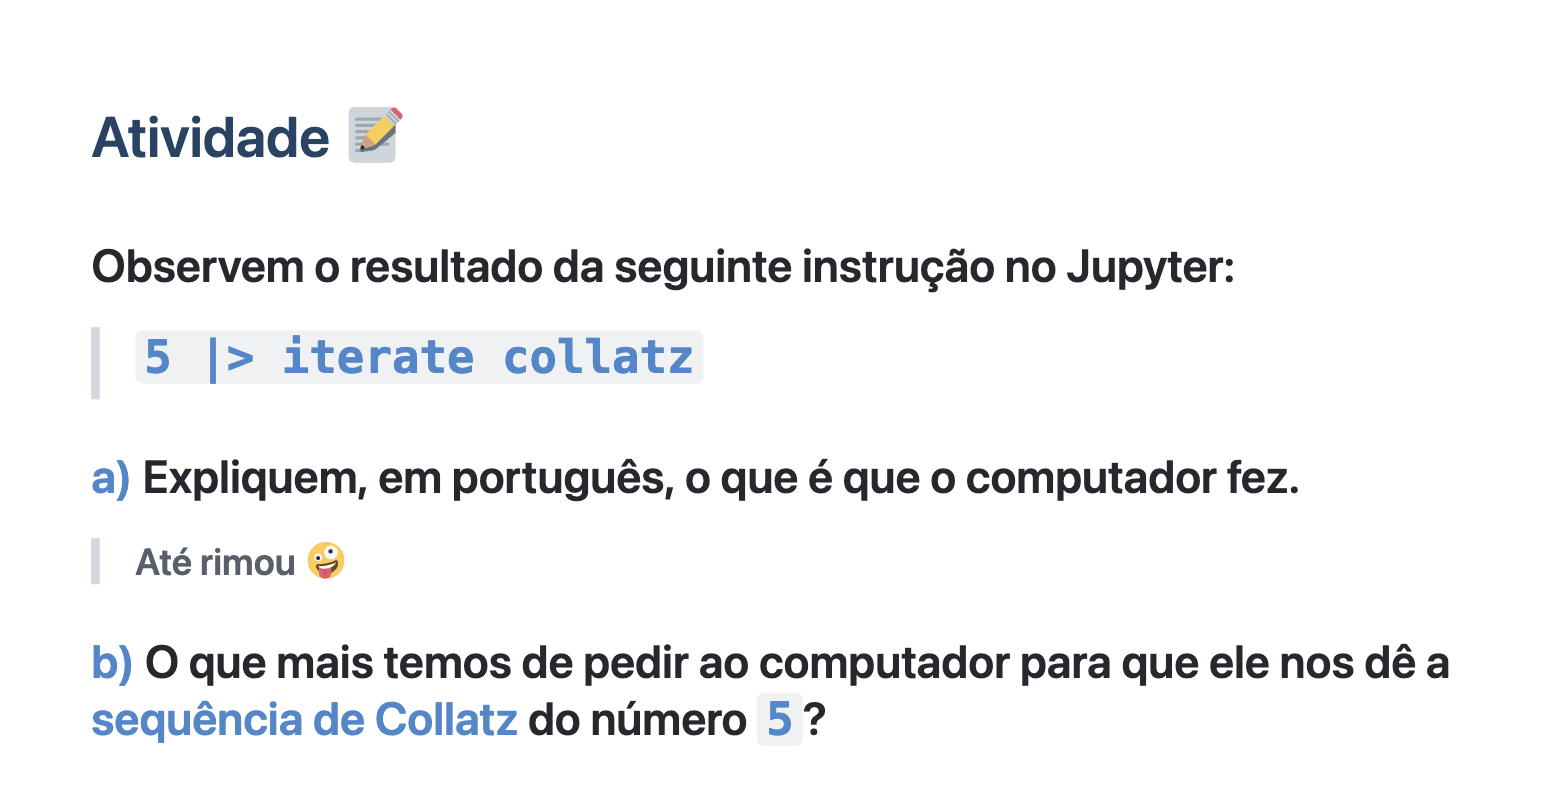 Atividade 📝
Observem o resultado da seguinte instrução no Jupyter:
5 |> iterate collatz
a) Expliquem, em português, o que é que o computador fez.
Até rimou 🤪
b) O que mais temos de pedir ao computador para que ele nos dê a
sequência de Collatz do número 5?